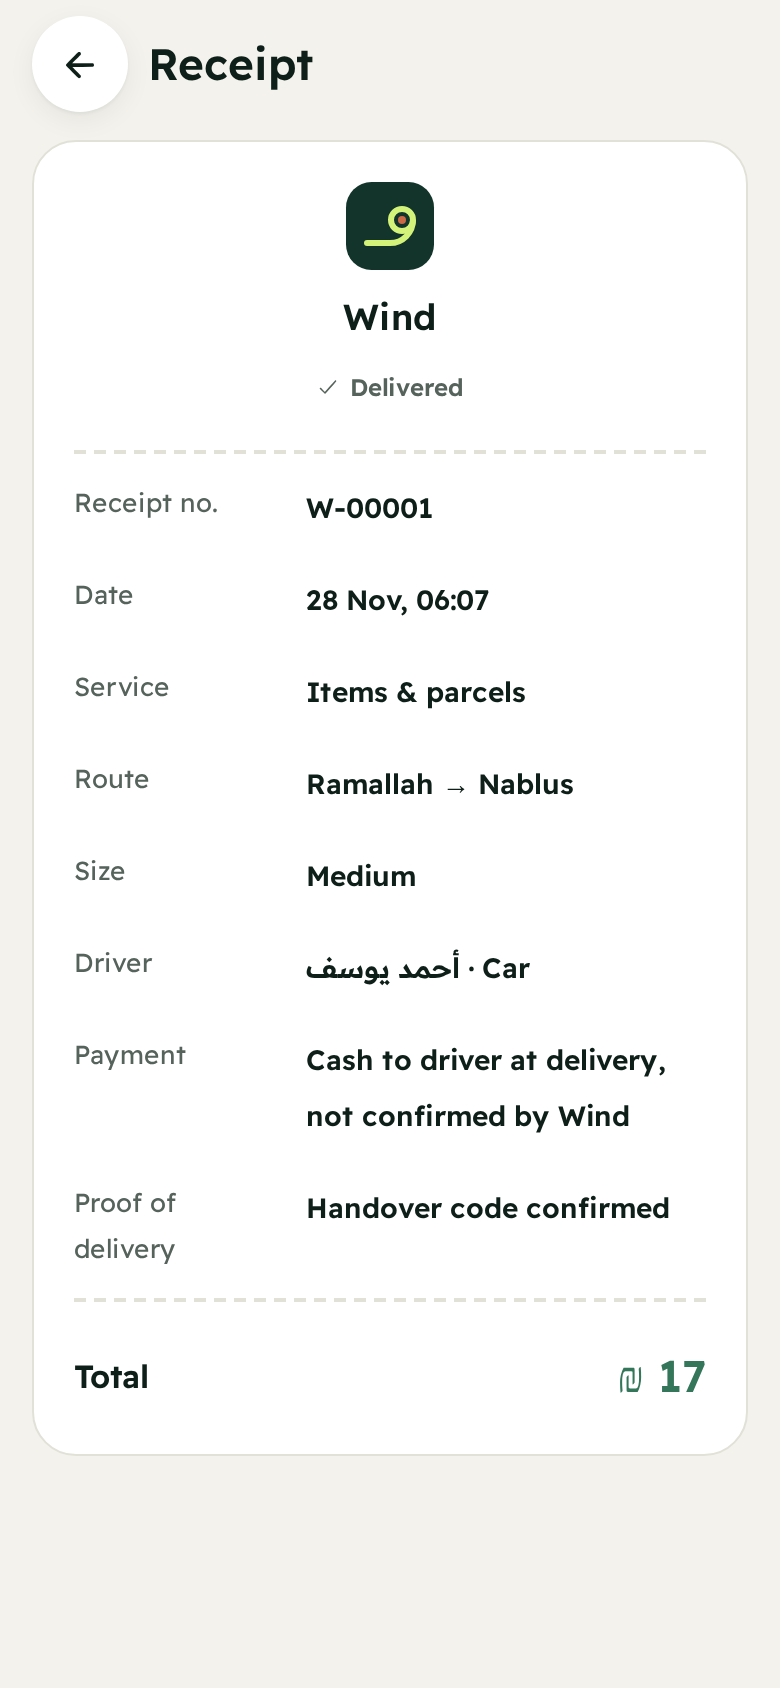 Receipt
Wind
Delivered
Receipt no. W-00001
Date 28 Nov, 06:07
Service Items & parcels
Route Ramallah → Nablus
Size Medium
Driver أحمد يوسف · Car
Payment Cash to driver at delivery,
not confirmed by Wind
Proof of Handover code confirmed
delivery
Total ₪ 17